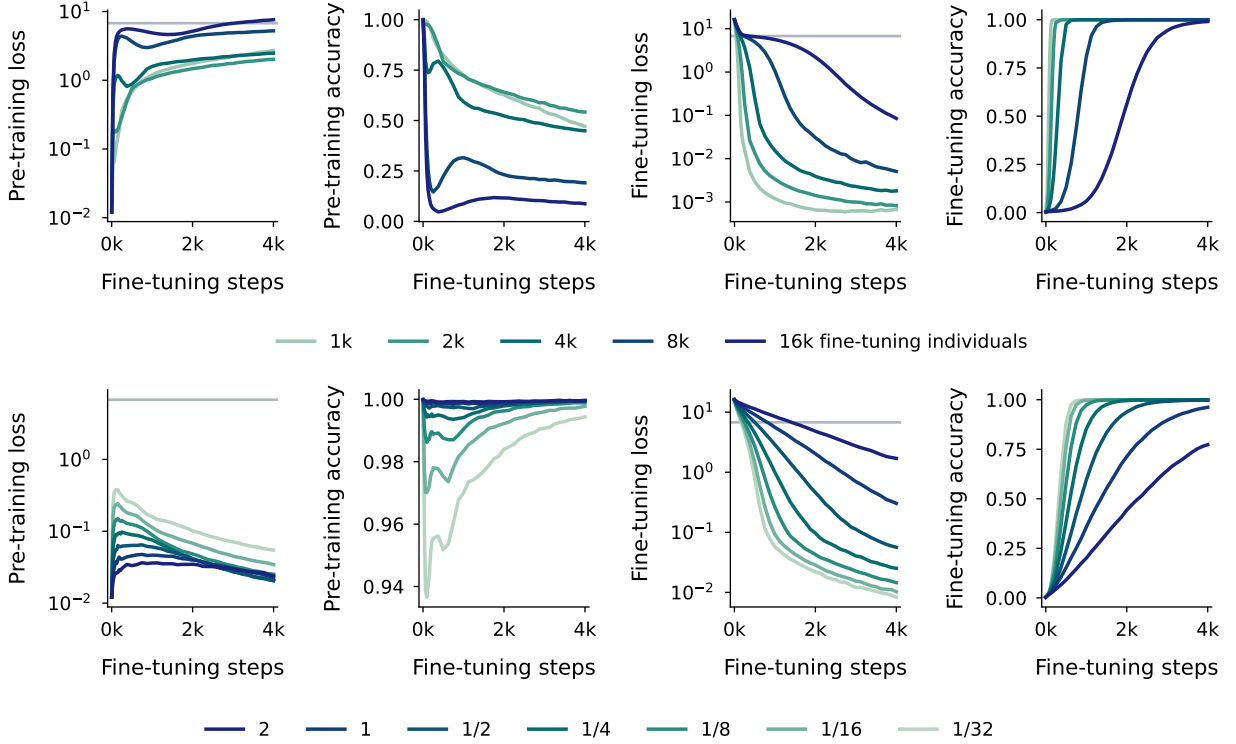 Pre-training loss
10¹
10⁰
10⁻¹
10⁻²
0k 2k 4k
Fine-tuning steps
Pre-training accuracy
1.00
0.75
0.50
0.25
0.00
0k 2k 4k
Fine-tuning steps
Fine-tuning loss
10¹
10⁰
10⁻¹
10⁻²
10⁻³
0k 2k 4k
Fine-tuning steps
Fine-tuning accuracy
1.00
0.75
0.50
0.25
0.00
0k 2k 4k
Fine-tuning steps
1k 2k 4k 8k 16k fine-tuning individuals
Pre-training loss
10⁰
10⁻¹
10⁻²
0k 2k 4k
Fine-tuning steps
Pre-training accuracy
1.00
0.98
0.96
0.94
0k 2k 4k
Fine-tuning steps
Fine-tuning loss
10¹
10⁰
10⁻¹
10⁻²
0k 2k 4k
Fine-tuning steps
Fine-tuning accuracy
1.00
0.75
0.50
0.25
0.00
0k 2k 4k
Fine-tuning steps
2 1 1/2 1/4 1/8 1/16 1/32